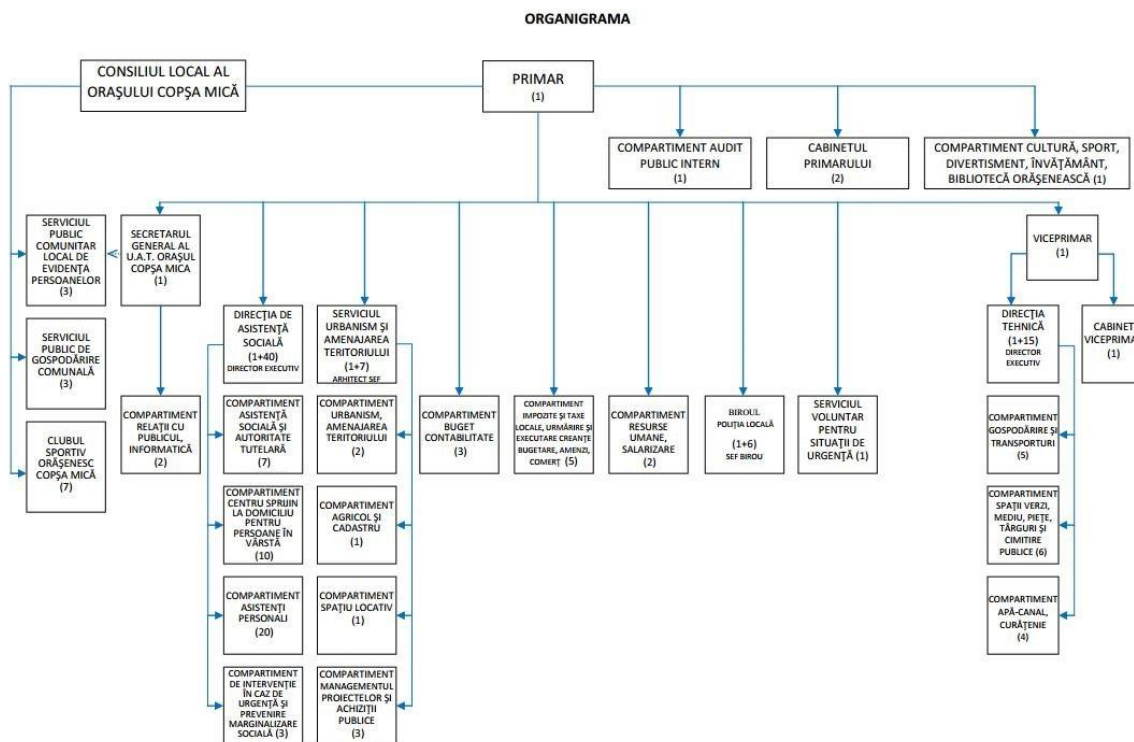 ORGANIGRAMA
CONSILIUL LOCAL AL
ORAŞULUI COPŞA MICĂ
PRIMAR
(1)
COMPARTIMENT AUDIT
PUBLIC INTERN
(1)
CABINETUL
PRIMARULUI
(2)
COMPARTIMENT CULTURĂ, SPORT,
DIVERTISMENT, ÎNVĂŢĂMÂNT,
BIBLIOTECĂ ORĂŞENEASCĂ (1)
SERVICIUL
PUBLIC
COMUNITAR
LOCAL DE
EVIDENŢA
PERSOANELOR
(3)
SECRETARUL
GENERAL AL
U.A.T. ORAŞUL
COPŞA MICA
(1)
VICEPRIMAR
(1)
SERVICIUL
PUBLIC DE
GOSPODĂRIRE
COMUNALĂ
(3)
DIRECŢIA DE
ASISTENŢĂ
SOCIALĂ
(1+40)
DIRECTOR EXECUTIV
SERVICIUL
URBANISM ŞI
AMENAJAREA
TERITORIULUI
(1+7)
ARHITECT SEF
DIRECŢIA
TEHNICĂ
(1+15)
DIRECTOR
EXECUTIV
CABINET
VICEPRIMA
(1)
CLUBUL
SPORTIV
ORĂŞENESC
COPŞA MICĂ
(7)
COMPARTIMENT
RELAŢII CU
PUBLICUL,
INFORMATICĂ
(2)
COMPARTIMENT
ASISTENŢĂ
SOCIALĂ ŞI
AUTORITATE
TUTELARĂ
(7)
COMPARTIMENT
URBANISM,
AMENAJAREA
TERITORIULUI
(2)
COMPARTIMENT
BUGET
CONTABILITATE
(3)
COMPARTIMENT
IMPOZITE ŞI TAXE
LOCALE, URMĂRIRE ŞI
EXECUTARE CREANŢE
BUGETARE, AMENZI,
COMERŢ (5)
COMPARTIMENT
RESURSE
UMANE,
SALARIZARE
(2)
BIROUL
POLIŢIA LOCALĂ
(1+6)
SEF BIROU
SERVICIUL
VOLUNTAR
PENTRU
SITUAŢII DE
URGENŢĂ (1)
COMPARTIMENT
GOSPODĂRIRE ŞI
TRANSPORTURI
(5)
COMPARTIMENT
CENTRU SPRIJIN
LA DOMICILIU
PENTRU
PERSOANE ÎN
VÂRSTĂ
(10)
COMPARTIMENT
AGRICOL ŞI
CADASTRU
(1)
COMPARTIMENT
SPAŢII VERZI,
MEDIU, PIEŢE,
TÂRGURI ŞI
CIMITIRE
PUBLICE (6)
COMPARTIMENT
ASISTENŢI
PERSONALI
(20)
COMPARTIMENT
SPAŢIU LOCATIV
(1)
COMPARTIMENT
APĂ-CANAL,
CURĂŢENIE
(4)
COMPARTIMENT
DE INTERVENŢIE
ÎN CAZ DE
URGENŢĂ ŞI
PREVENIRE
MARGINALIZARE
SOCIALĂ (3)
COMPARTIMENT
MANAGEMENTUL
PROIECTELOR ŞI
ACHIZIŢII
PUBLICE
(3)